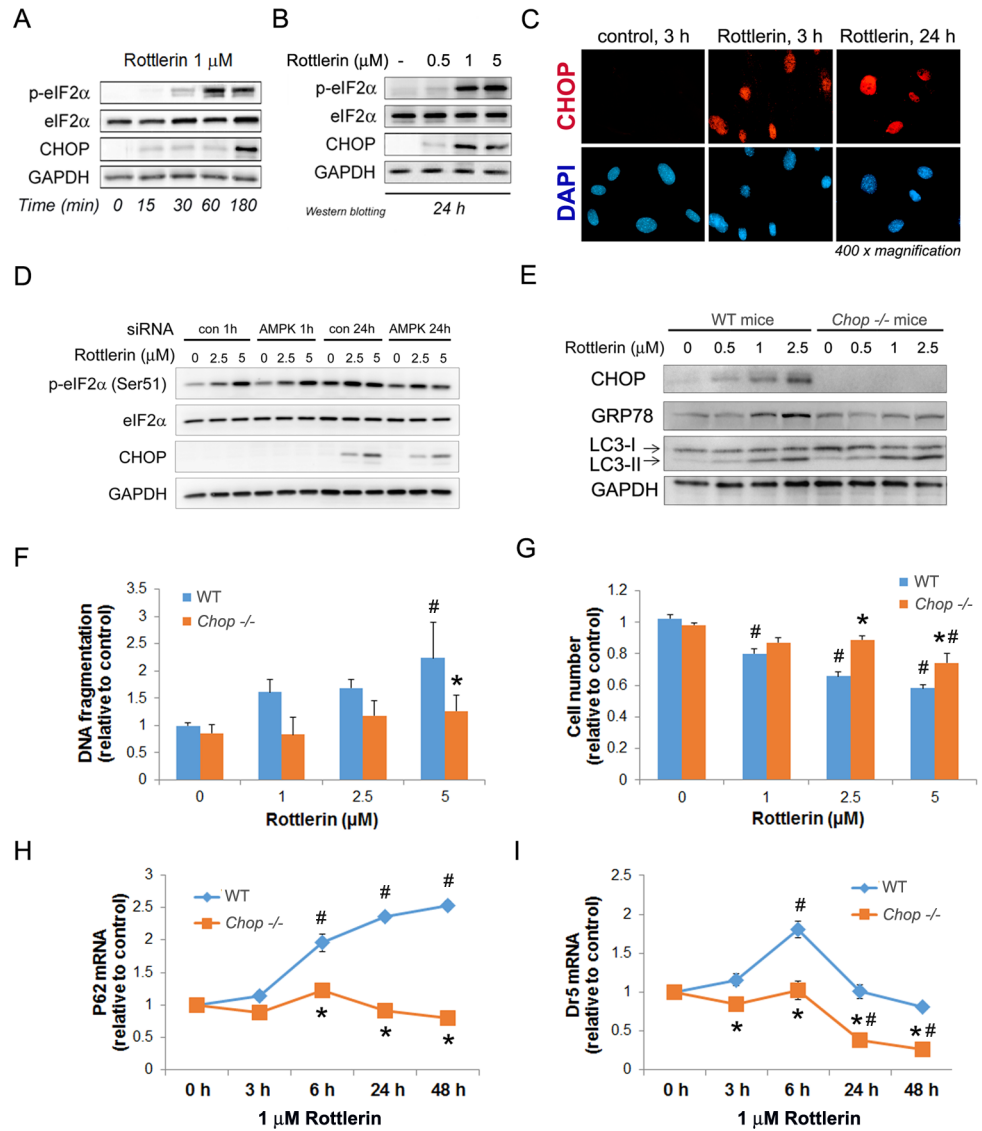 A
Rottlerin 1 μM
p-eIF2α
eIF2α
CHOP
GAPDH
Time (min) 0 15 30 60 180
B
Rottlerin (μM) - 0.5 1 5
p-eIF2α
eIF2α
CHOP
GAPDH
Western blotting 24 h
C
control, 3 h Rottlerin, 3 h Rottlerin, 24 h
CHOP
DAPI
400 x magnification
D
siRNA con 1h AMPK 1h con 24h AMPK 24h
Rottlerin (μM) 0 2.5 5 0 2.5 5 0 2.5 5 0 2.5 5
p-eIF2α (Ser51)
eIF2α
CHOP
GAPDH
E
WT mice Chop -/- mice
Rottlerin (μM) 0 0.5 1 2.5 0 0.5 1 2.5
CHOP
GRP78
LC3-I
LC3-II
GAPDH
F
DNA fragmentation
(relative to control)
3.5
3
2.5
2
1.5
1
0.5
0
WT
Chop -/-
#
*
0 1 2.5 5
Rottlerin (μM)
G
Cell number
(relative to control)
1.2
1
0.8
0.6
0.4
0.2
0
WT
Chop -/-
# # * # *#
0 1 2.5 5
Rottlerin (μM)
H
P62 mRNA
(relative to control)
3
2.5
2
1.5
1
0.5
0
WT
Chop -/-
# # #
* * *
0 h 3 h 6 h 24 h 48 h
1 μM Rottlerin
I
Dr5 mRNA
(relative to control)
2.5
2
1.5
1
0.5
0
WT
Chop -/-
#
* * *# *#
0 h 3 h 6 h 24 h 48 h
1 μM Rottlerin